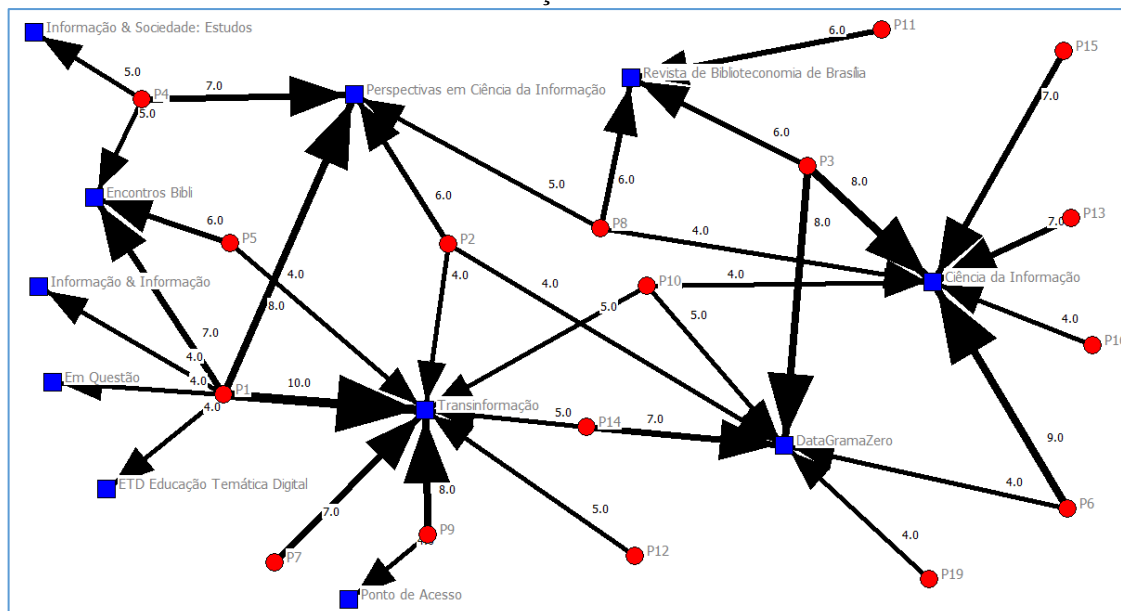 Informação & Sociedade: Estudos
P11
6.0
P15
5.0
7.0
Revista de Biblioteconomia de Brasília
P4
Perspectivas em Ciência da Informação
5.0
7.0
6.0
P3
Encontros Bibli
6.0
5.0
6.0
8.0
6.0
P5
P2
P8
8.0
4.0
7.0
P13
Informação & Informação
4.0
4.0
4.0
P10
4.0
Ciência da Informação
8.0
5.0
5.0
4.0
7.0
4.0
Em Questão
4.0
P1
10.0
4.0
Transinformação
5.0
P14
7.0
DataGramaZero
9.0
ETD Educação Temática Digital
8.0
4.0
7.0
5.0
P6
P9
4.0
P7
P12
P19
Ponto de Acesso